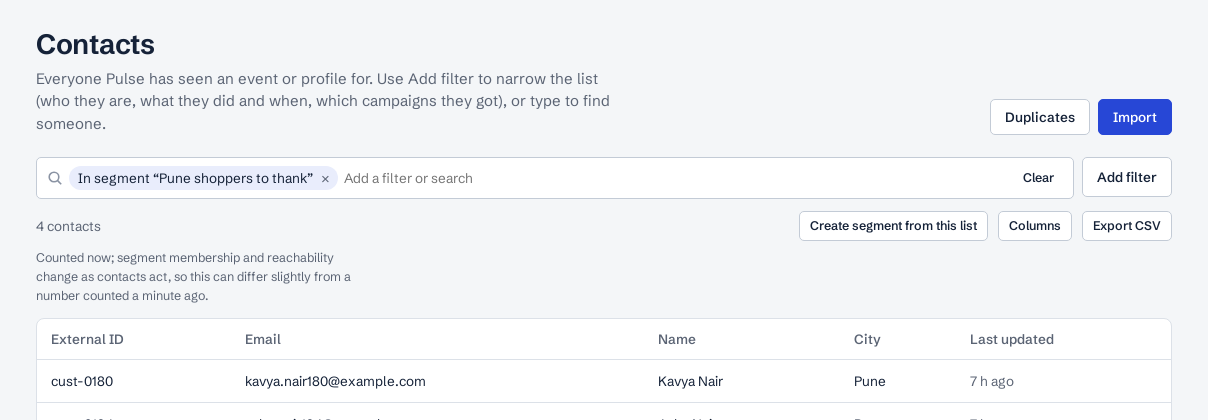 Contacts
Everyone Pulse has seen an event or profile for. Use Add filter to narrow the list
(who they are, what they did and when, which campaigns they got), or type to find
someone.
Duplicates
Import
In segment “Pune shoppers to thank” ×
Add a filter or search
Clear
Add filter
4 contacts
Create segment from this list
Columns
Export CSV
Counted now; segment membership and reachability
change as contacts act, so this can differ slightly from a
number counted a minute ago.
External ID Email Name City Last updated
cust-0180 kavya.nair180@example.com Kavya Nair Pune 7 h ago